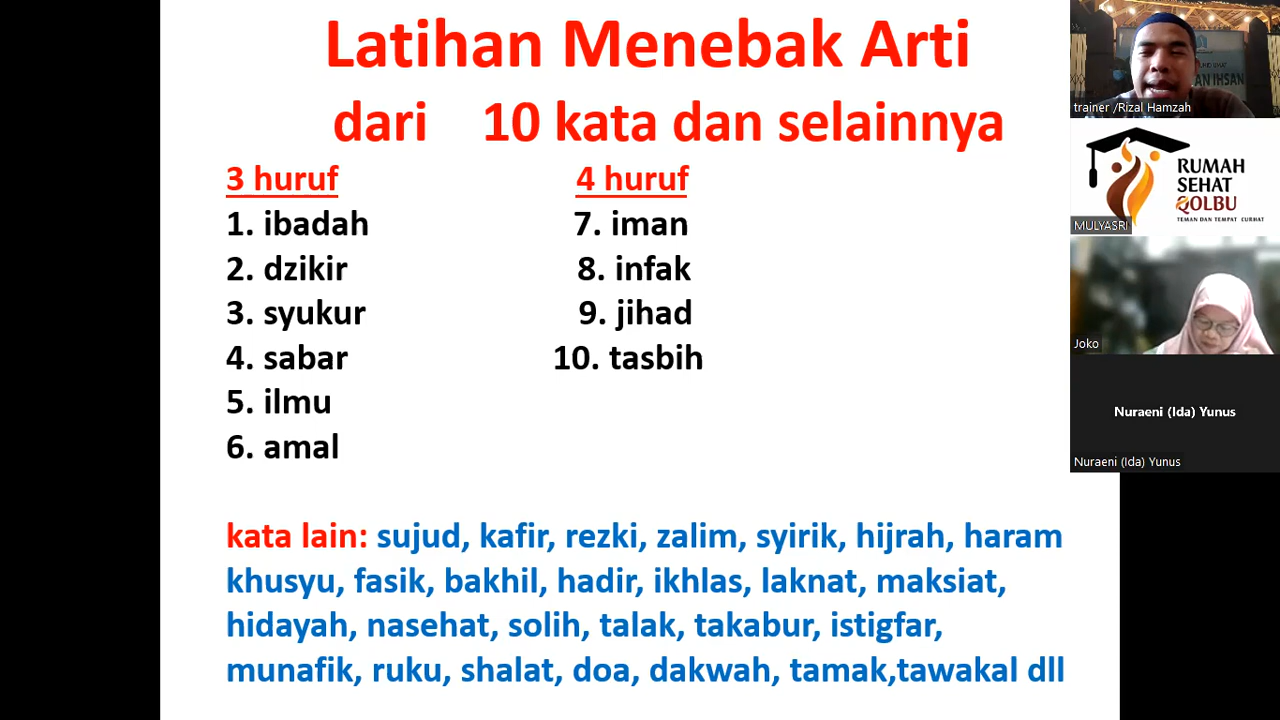 Latihan Menebak Arti
dari 10 kata dan selainnya
3 huruf
1. ibadah
2. dzikir
3. syukur
4. sabar
5. ilmu
6. amal
4 huruf
7. iman
8. infak
9. jihad
10. tasbih
kata lain: sujud, kafir, rezki, zalim, syirik, hijrah, haram
khusyu, fasik, bakhil, hadir, ikhlas, laknat, maksiat,
hidayah, nasehat, solih, talak, takabur, istigfar,
munafik, ruku, shalat, doa, dakwah, tamak,tawakal dll
AN IHSAN
trainer /Rizal Hamzah
RUMAH
SEHAT
QOLBU
TEMAN DAN TEMPAT CURHAT
MULYASRI
Joko
Nuraeni (Ida) Yunus
Nuraeni (Ida) Yunus